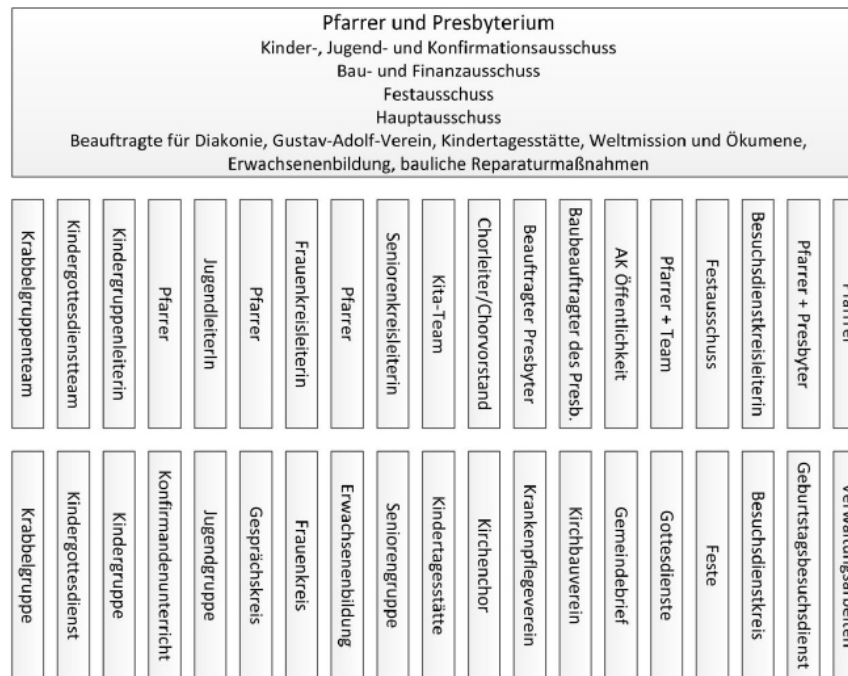 Pfarrer und Presbyterium
Kinder-, Jugend- und Konfirmationsausschuss
Bau- und Finanzausschuss
Festausschuss
Hauptausschuss
Beauftragte für Diakonie, Gustav-Adolf-Verein, Kindertagesstätte, Weltmission und Ökumene,
Erwachsenenbildung, bauliche Reparaturmaßnahmen
Krabbelgruppenteam
Kindergottesdienstteam
Kindergruppenleiterin
Pfarrer
JugendleiterIn
Pfarrer
Frauenkreisleiterin
Pfarrer
Seniorenkreisleiterin
Kita-Team
Chorleiter/Chorvorstand
Beauftragter Presbyter
Baubeauftragter des Presb.
AK Öffentlichkeit
Pfarrer + Team
Festausschuss
Besuchsdienstkreisleiterin
Pfarrer + Presbyter
Pfarrer
Krabbelgruppe
Kindergottesdienst
Kindergruppe
Konfirmandenunterricht
Jugendgruppe
Gesprächskreis
Frauenkreis
Erwachsenenbildung
Seniorengruppe
Kindertagesstätte
Kirchenchor
Krankenpflegeverein
Kirchbauverein
Gemeindebrief
Gottesdienste
Feste
Besuchsdienstkreis
Geburtstagsbesuchsdienst
Verwaltungsarbeiten